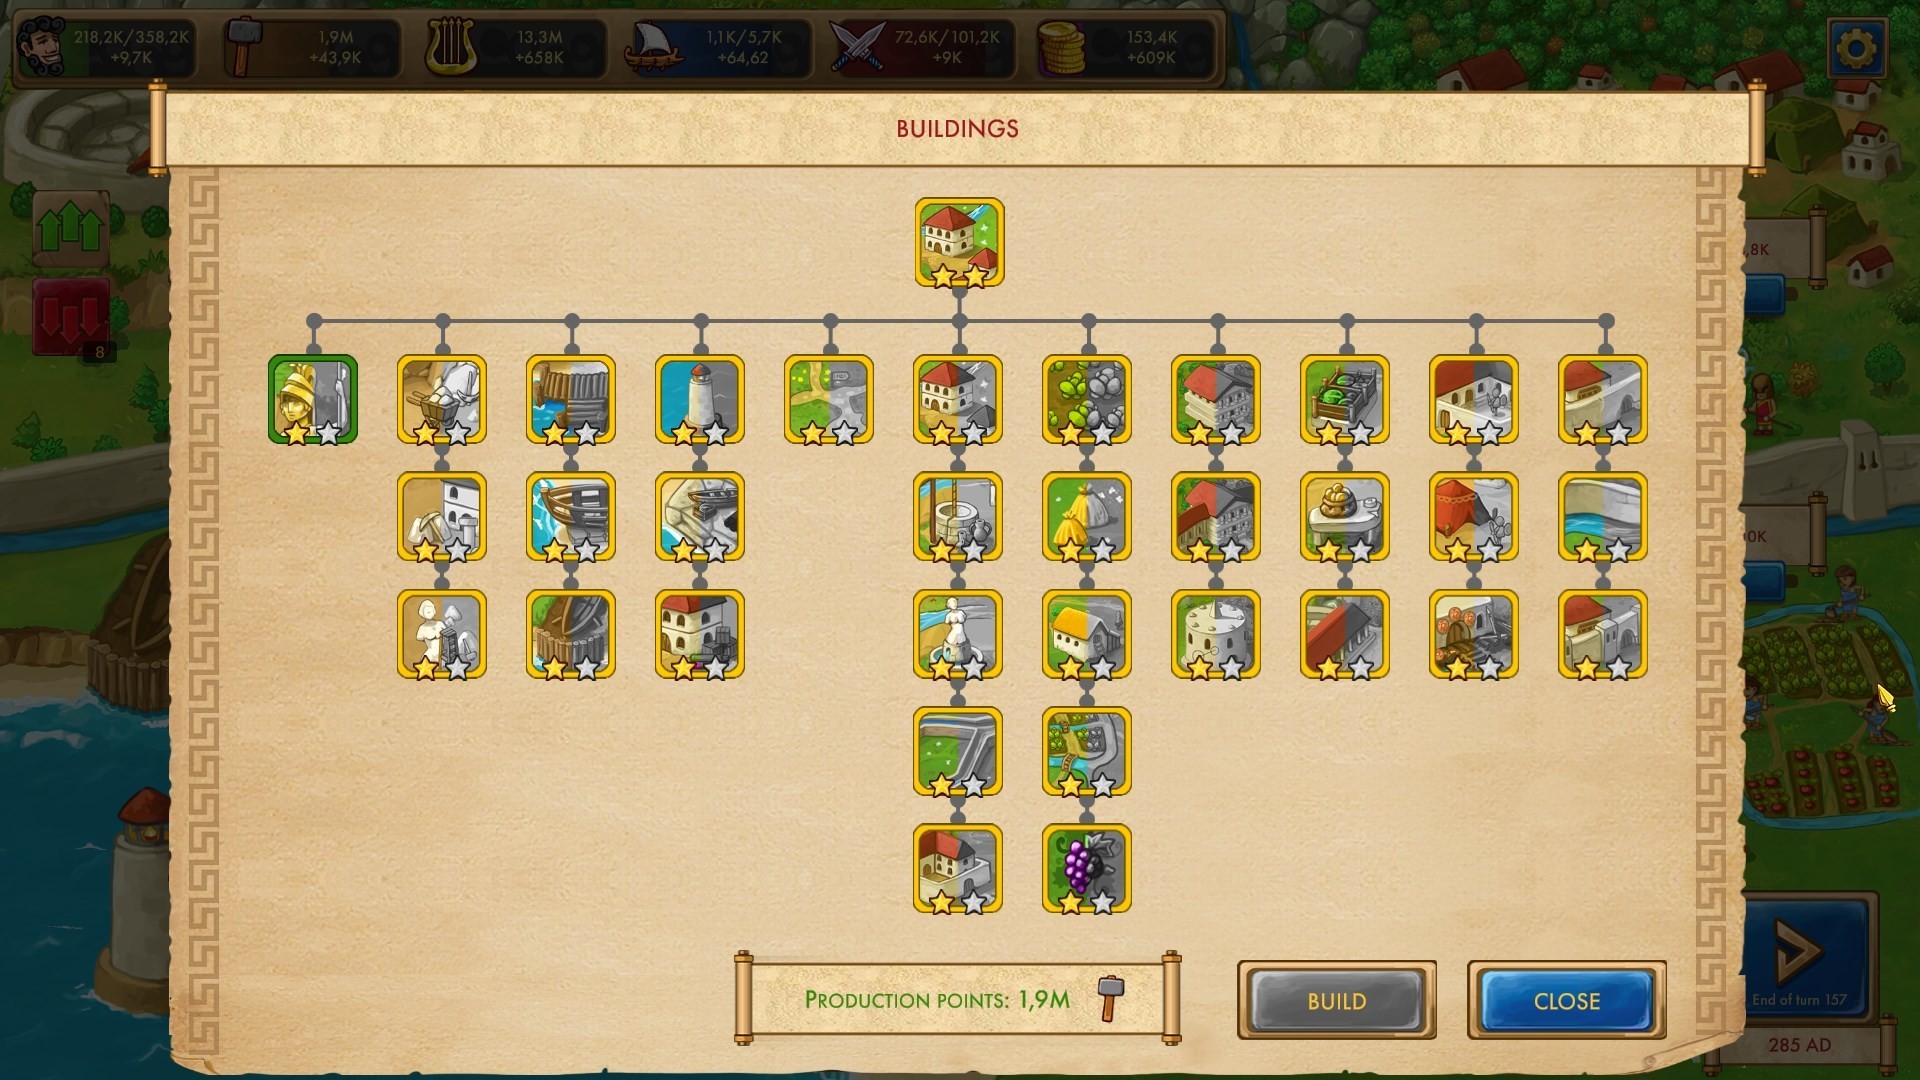 218,2K/358,2K
+9,7K
1,9M
+43,9K
13,3M
+658K
1,1K/5,7K
+64,62
72,6K/101,2K
+9K
153,4K
+609K
BUILDINGS
,8K
8
0K
PRODUCTION POINTS: 1,9M
BUILD
CLOSE
End of turn 157
285 AD